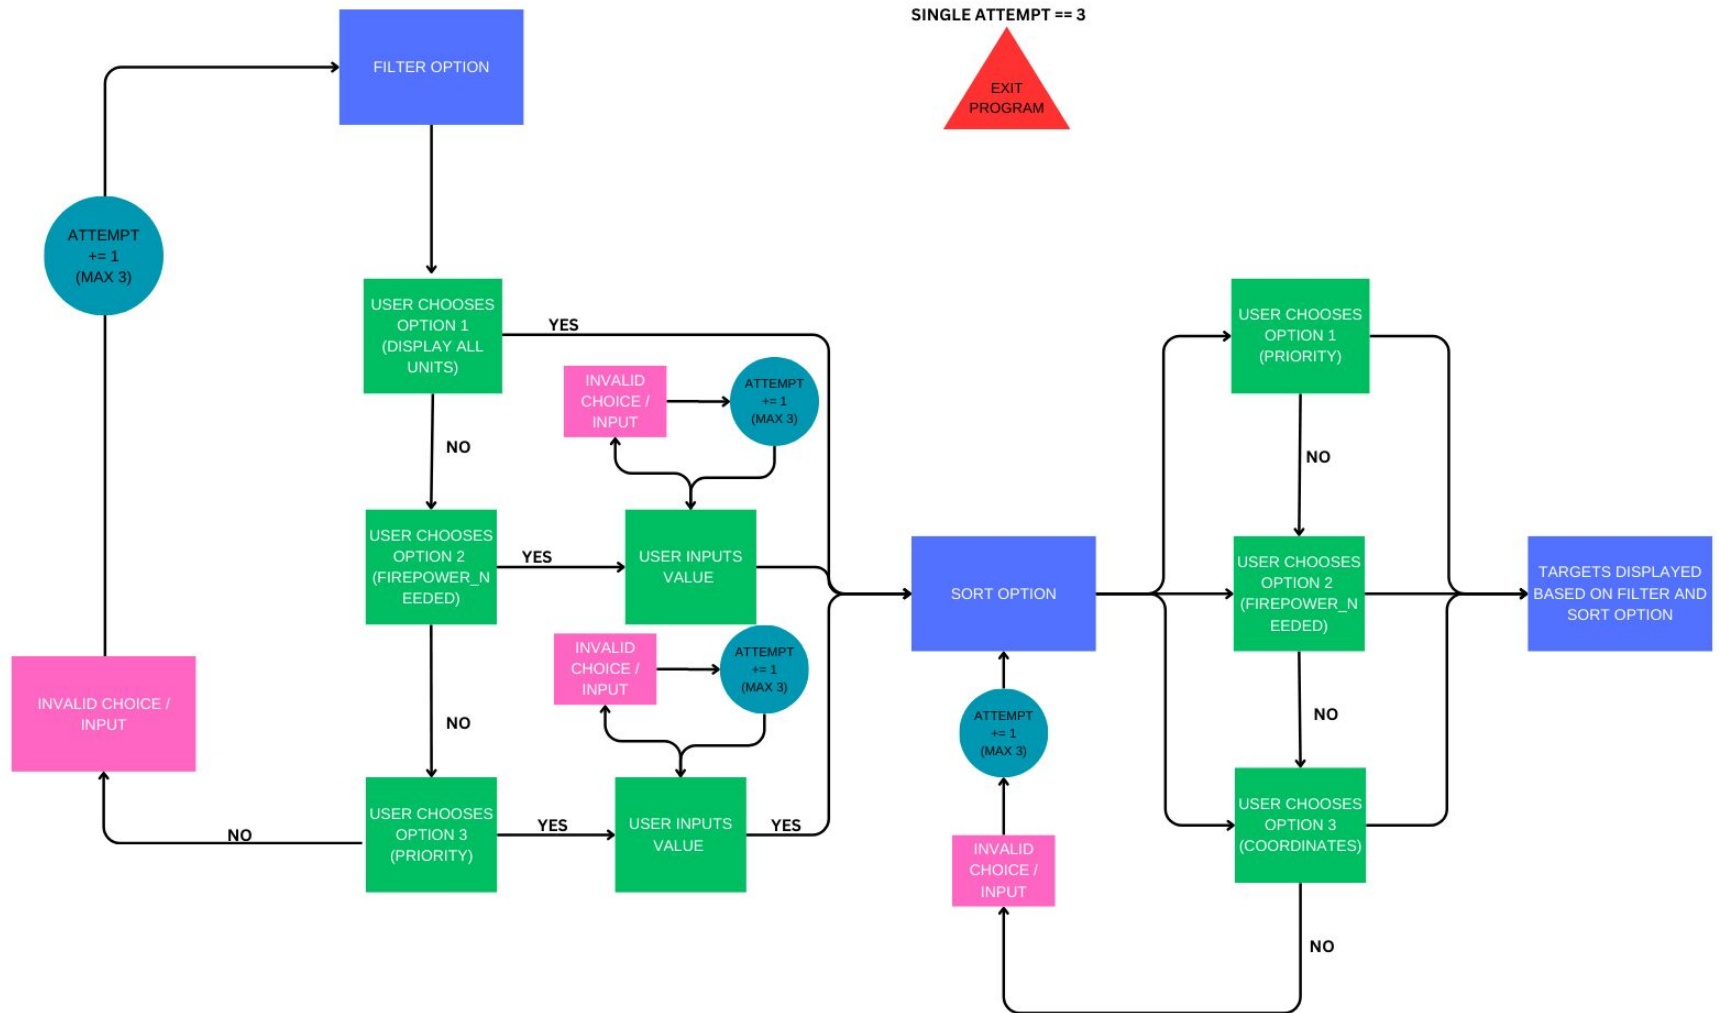 SINGLE ATTEMPT == 3
EXIT
PROGRAM
FILTER OPTION
ATTEMPT
+= 1
(MAX 3)
USER CHOOSES
OPTION 1
(DISPLAY ALL
UNITS)
YES
NO
INVALID
CHOICE /
INPUT
ATTEMPT
+= 1
(MAX 3)
USER CHOOSES
OPTION 2
(FIREPOWER_N
EEDED)
YES
USER INPUTS
VALUE
NO
INVALID
CHOICE /
INPUT
ATTEMPT
+= 1
(MAX 3)
USER CHOOSES
OPTION 3
(PRIORITY)
YES
USER INPUTS
VALUE
YES
NO
INVALID CHOICE /
INPUT
SORT OPTION
USER CHOOSES
OPTION 1
(PRIORITY)
NO
USER CHOOSES
OPTION 2
(FIREPOWER_N
EEDED)
NO
USER CHOOSES
OPTION 3
(COORDINATES)
NO
INVALID
CHOICE /
INPUT
ATTEMPT
+= 1
(MAX 3)
TARGETS DISPLAYED
BASED ON FILTER AND
SORT OPTION